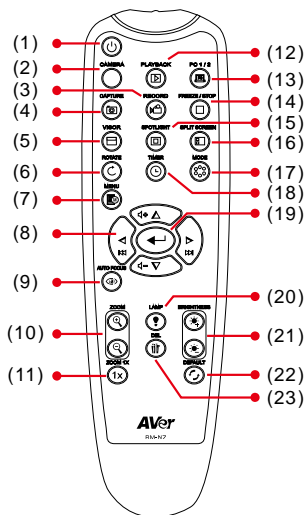 (1)
(12)
CAMERA PLAYBACK PC 1 / 2
(2)
(13)
(3)
CAPTURE RECORD FREEZE / STOP
(14)
(4)
(15)
VISOR SPOTLIGHT SPLIT SCREEN
(5)
(16)
ROTATE TIMER MODE
(6)
(17)
(18)
MENU
(7)
(19)
(8)
AUTO FOCUS
(9)
(20)
ZOOM LAMP BRIGHTNESS
(10)
(21)
DEL
ZOOM 1X DEFAULT
(11)
1x
(22)
(23)
AVer
RM-N7